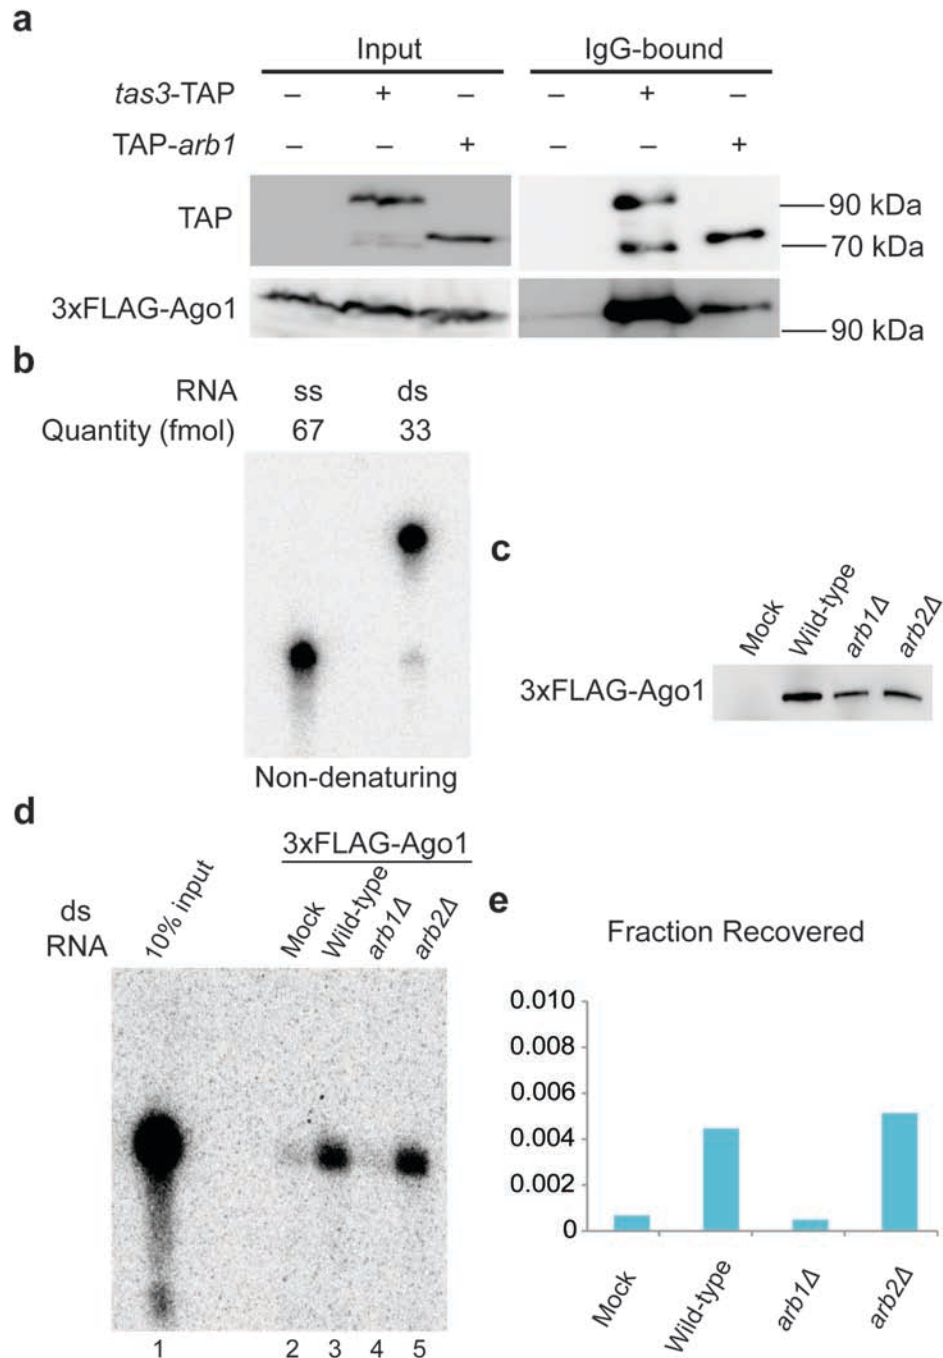 a
Input IgG-bound
tas3-TAP – + – – + –
TAP-arb1 – – + – – +
TAP
90 kDa
70 kDa
3xFLAG-Ago1
90 kDa
b
RNA ss ds
Quantity (fmol) 67 33
Non-denaturing
c
Mock Wild-type arb1Δ arb2Δ
3xFLAG-Ago1
d
3xFLAG-Ago1
ds
RNA
10% input Mock Wild-type arb1Δ arb2Δ
1 2 3 4 5
e
Fraction Recovered
0.010
0.008
0.006
0.004
0.002
0
Mock Wild-type arb1Δ arb2Δ